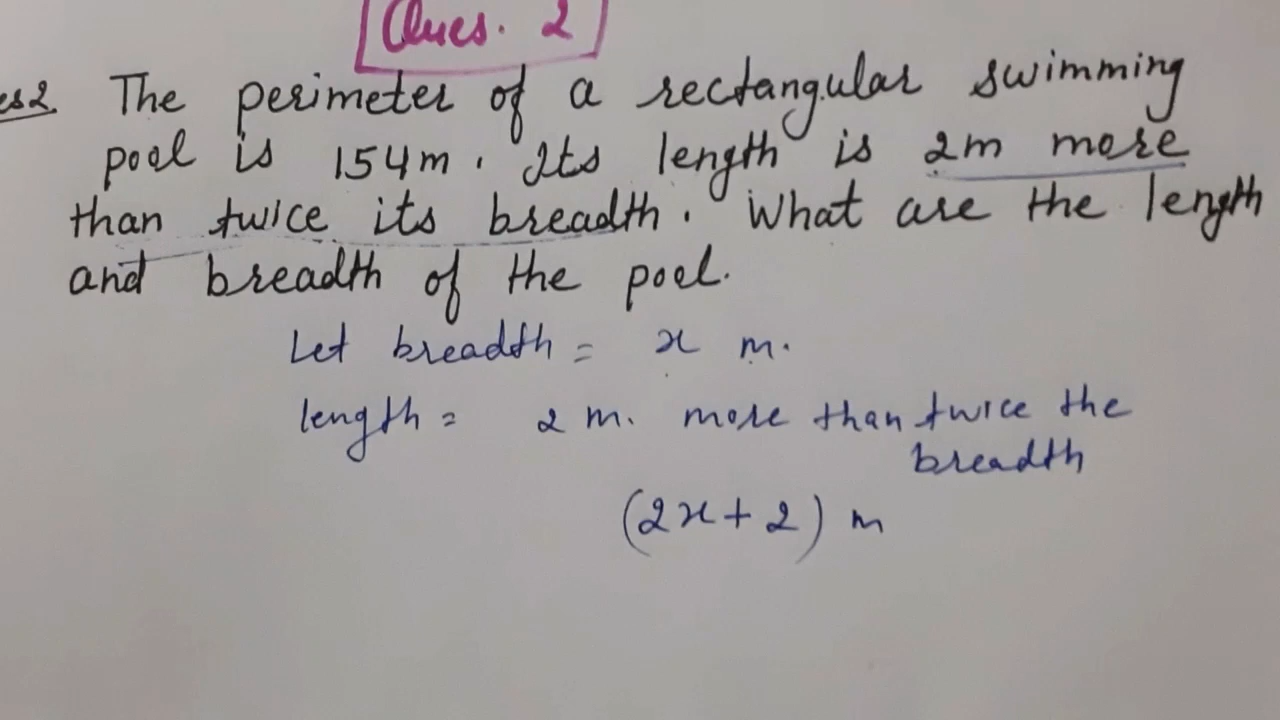 Ques. 2
es2. The perimeter of a rectangular swimming
pool is 154m. Its length is 2m more
than twice its breadth. What are the length
and breadth of the pool.
Let breadth = x m.
length = 2 m. more than twice the
breadth
(2x + 2) m